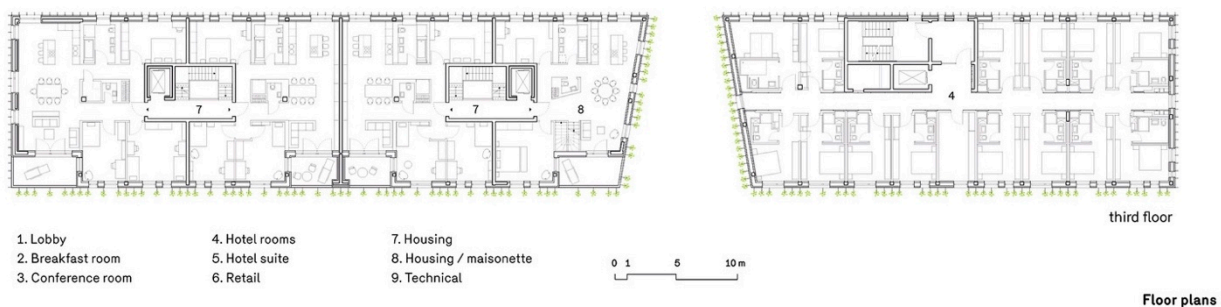 7
7
8
4
third floor
1. Lobby
2. Breakfast room
3. Conference room
4. Hotel rooms
5. Hotel suite
6. Retail
7. Housing
8. Housing / maisonette
9. Technical
0 1 5 10 m
Floor plans